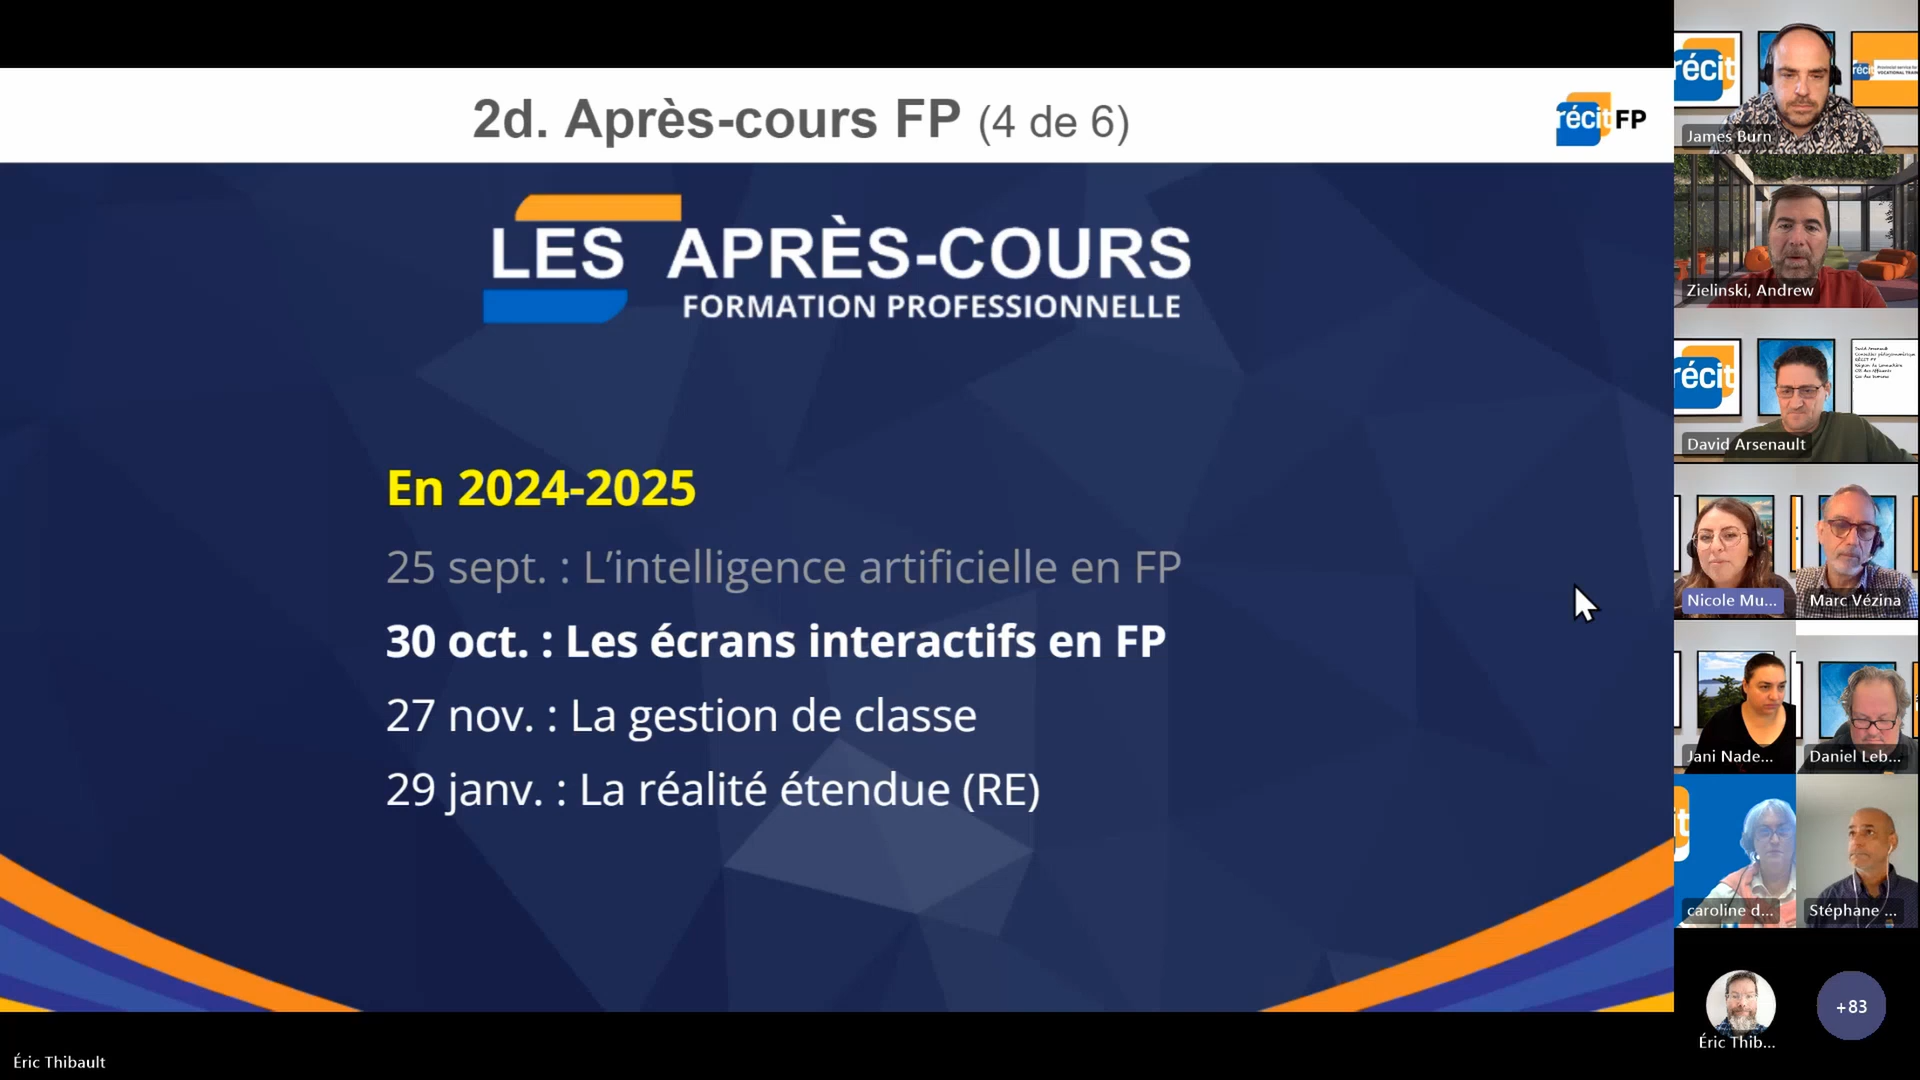 2d. Après-cours FP (4 de 6)
récit FP
LES APRÈS-COURS
FORMATION PROFESSIONNELLE
En 2024-2025
25 sept. : L’intelligence artificielle en FP
30 oct. : Les écrans interactifs en FP
27 nov. : La gestion de classe
29 janv. : La réalité étendue (RE)
Éric Thibault
récit
récit
James Burn
Zielinski, Andrew
récit
David Arsenault
Nicole Mu...
Marc Vézina
Jani Nade...
Daniel Leb...
caroline d...
Stéphane ...
Éric Thib...
+83